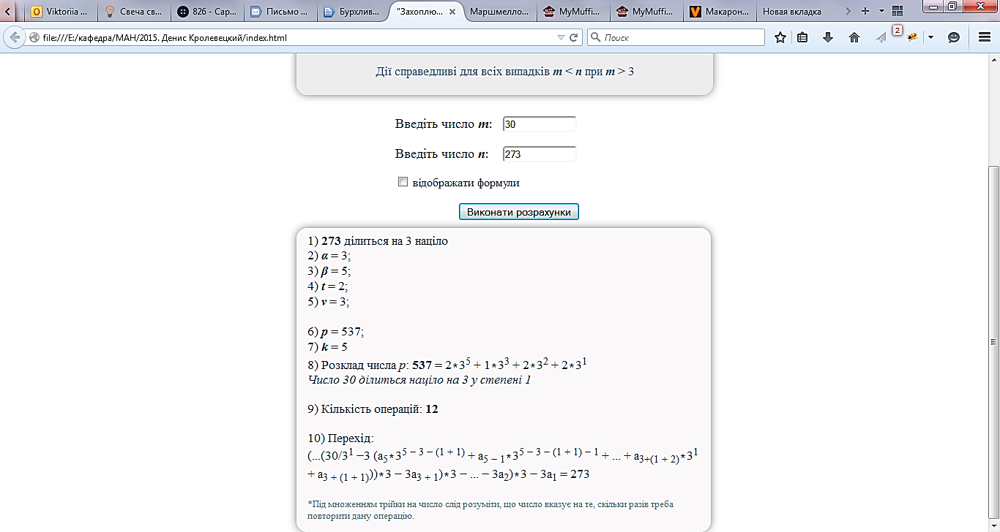 Viktoriia ... Свеча св... 826 - Сар... Письмо ... Бурхлив... "Захоплю... Маршмелло... MyMuffi... MyMuffi... Макарон... Новая вкладка
file:///E:/кафедра/МАН/2015. Денис Кролевецкий/index.html Поиск 2
Дії справедливі для всіх випадків m < n при m > 3
Введіть число m: 30
Введіть число n: 273
відображати формули
Виконати розрахунки
1) 273 ділиться на 3 націло
2) α = 3;
3) β = 5;
4) t = 2;
5) v = 3;
6) p = 537;
7) k = 5
8) Розклад числа p: 537 = 2*3^5 + 1*3^3 + 2*3^2 + 2*3^1
Число 30 ділиться націло на 3 у степені 1
9) Кількість операцій: 12
10) Перехід:
(...(30/3^1 –3 (a_5*3^{5 – 3 – (1 + 1)} + a_{5 – 1}*3^{5 – 3 – (1 + 1) – 1} + ... + a_{3+(1 + 2)}*3^1
+ a_{3 + (1 + 1)}))*3 – 3a_{3 + 1})*3 – ... – 3a_2)*3 – 3a_1 = 273
*Під множенням трійки на число слід розуміти, що число вказує на те, скільки разів треба
повторити дану операцію.